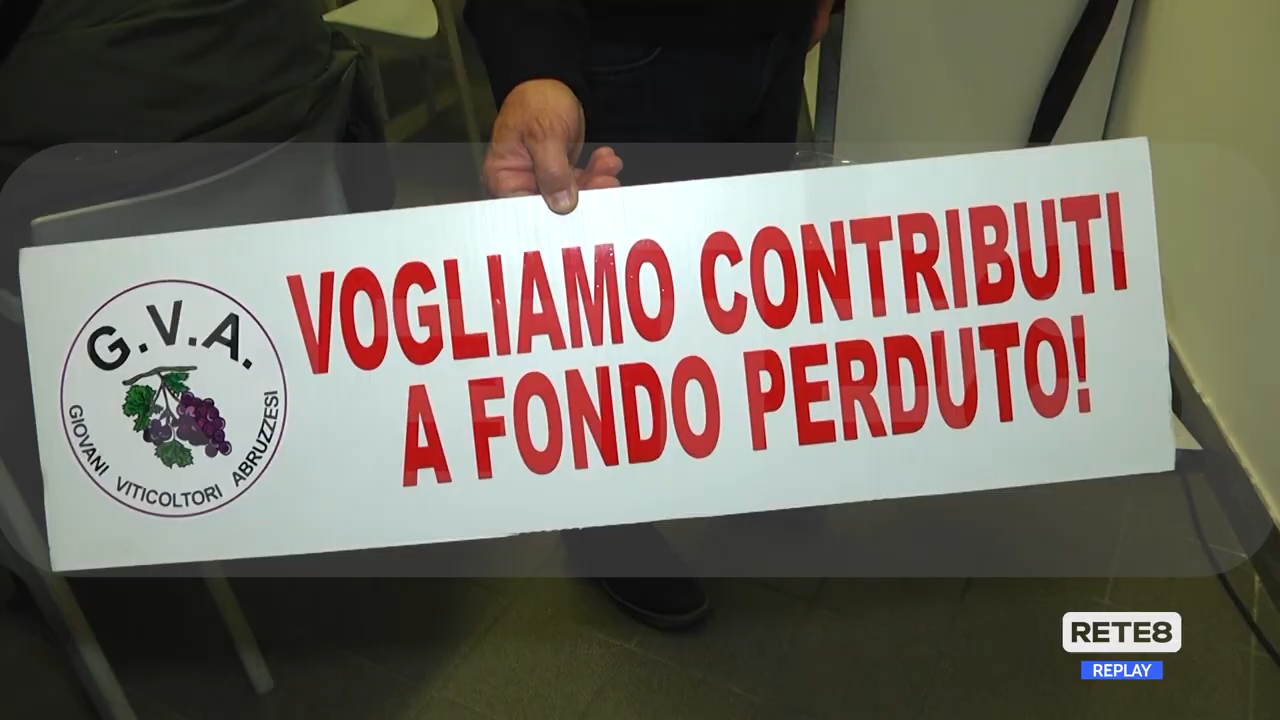 G.V.A.
GIOVANI VITICOLTORI ABRUZZESI
VOGLIAMO CONTRIBUTI
A FONDO PERDUTO!
RETE8
REPLAY